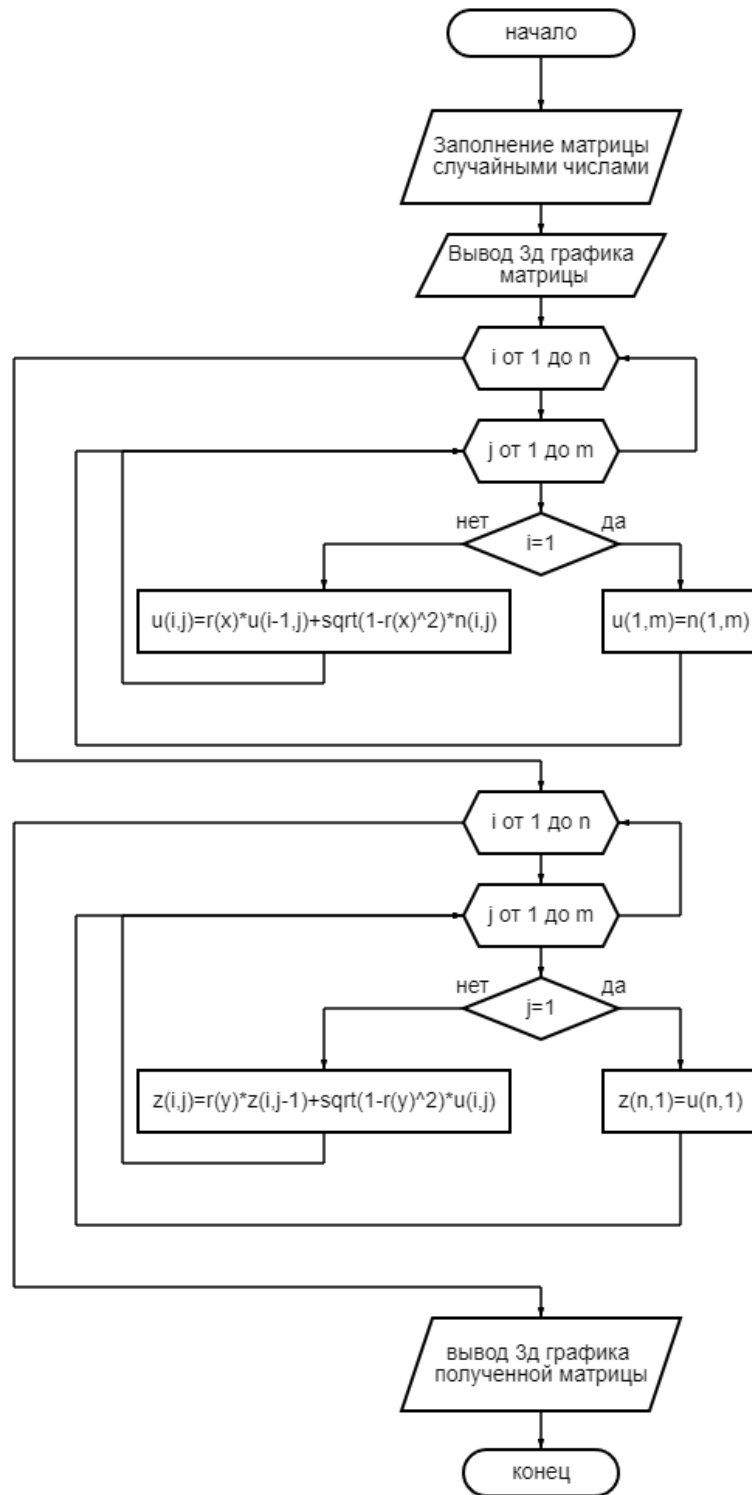 начало
Заполнение матрицы
случайными числами
Вывод 3д графика
матрицы
i от 1 до n
j от 1 до m
нет
да
i=1
u(i,j)=r(x)*u(i-1,j)+sqrt(1-r(x)^2)*n(i,j)
u(1,m)=n(1,m)
i от 1 до n
j от 1 до m
нет
да
j=1
z(i,j)=r(y)*z(i,j-1)+sqrt(1-r(y)^2)*u(i,j)
z(n,1)=u(n,1)
вывод 3д графика
полученной матрицы
конец